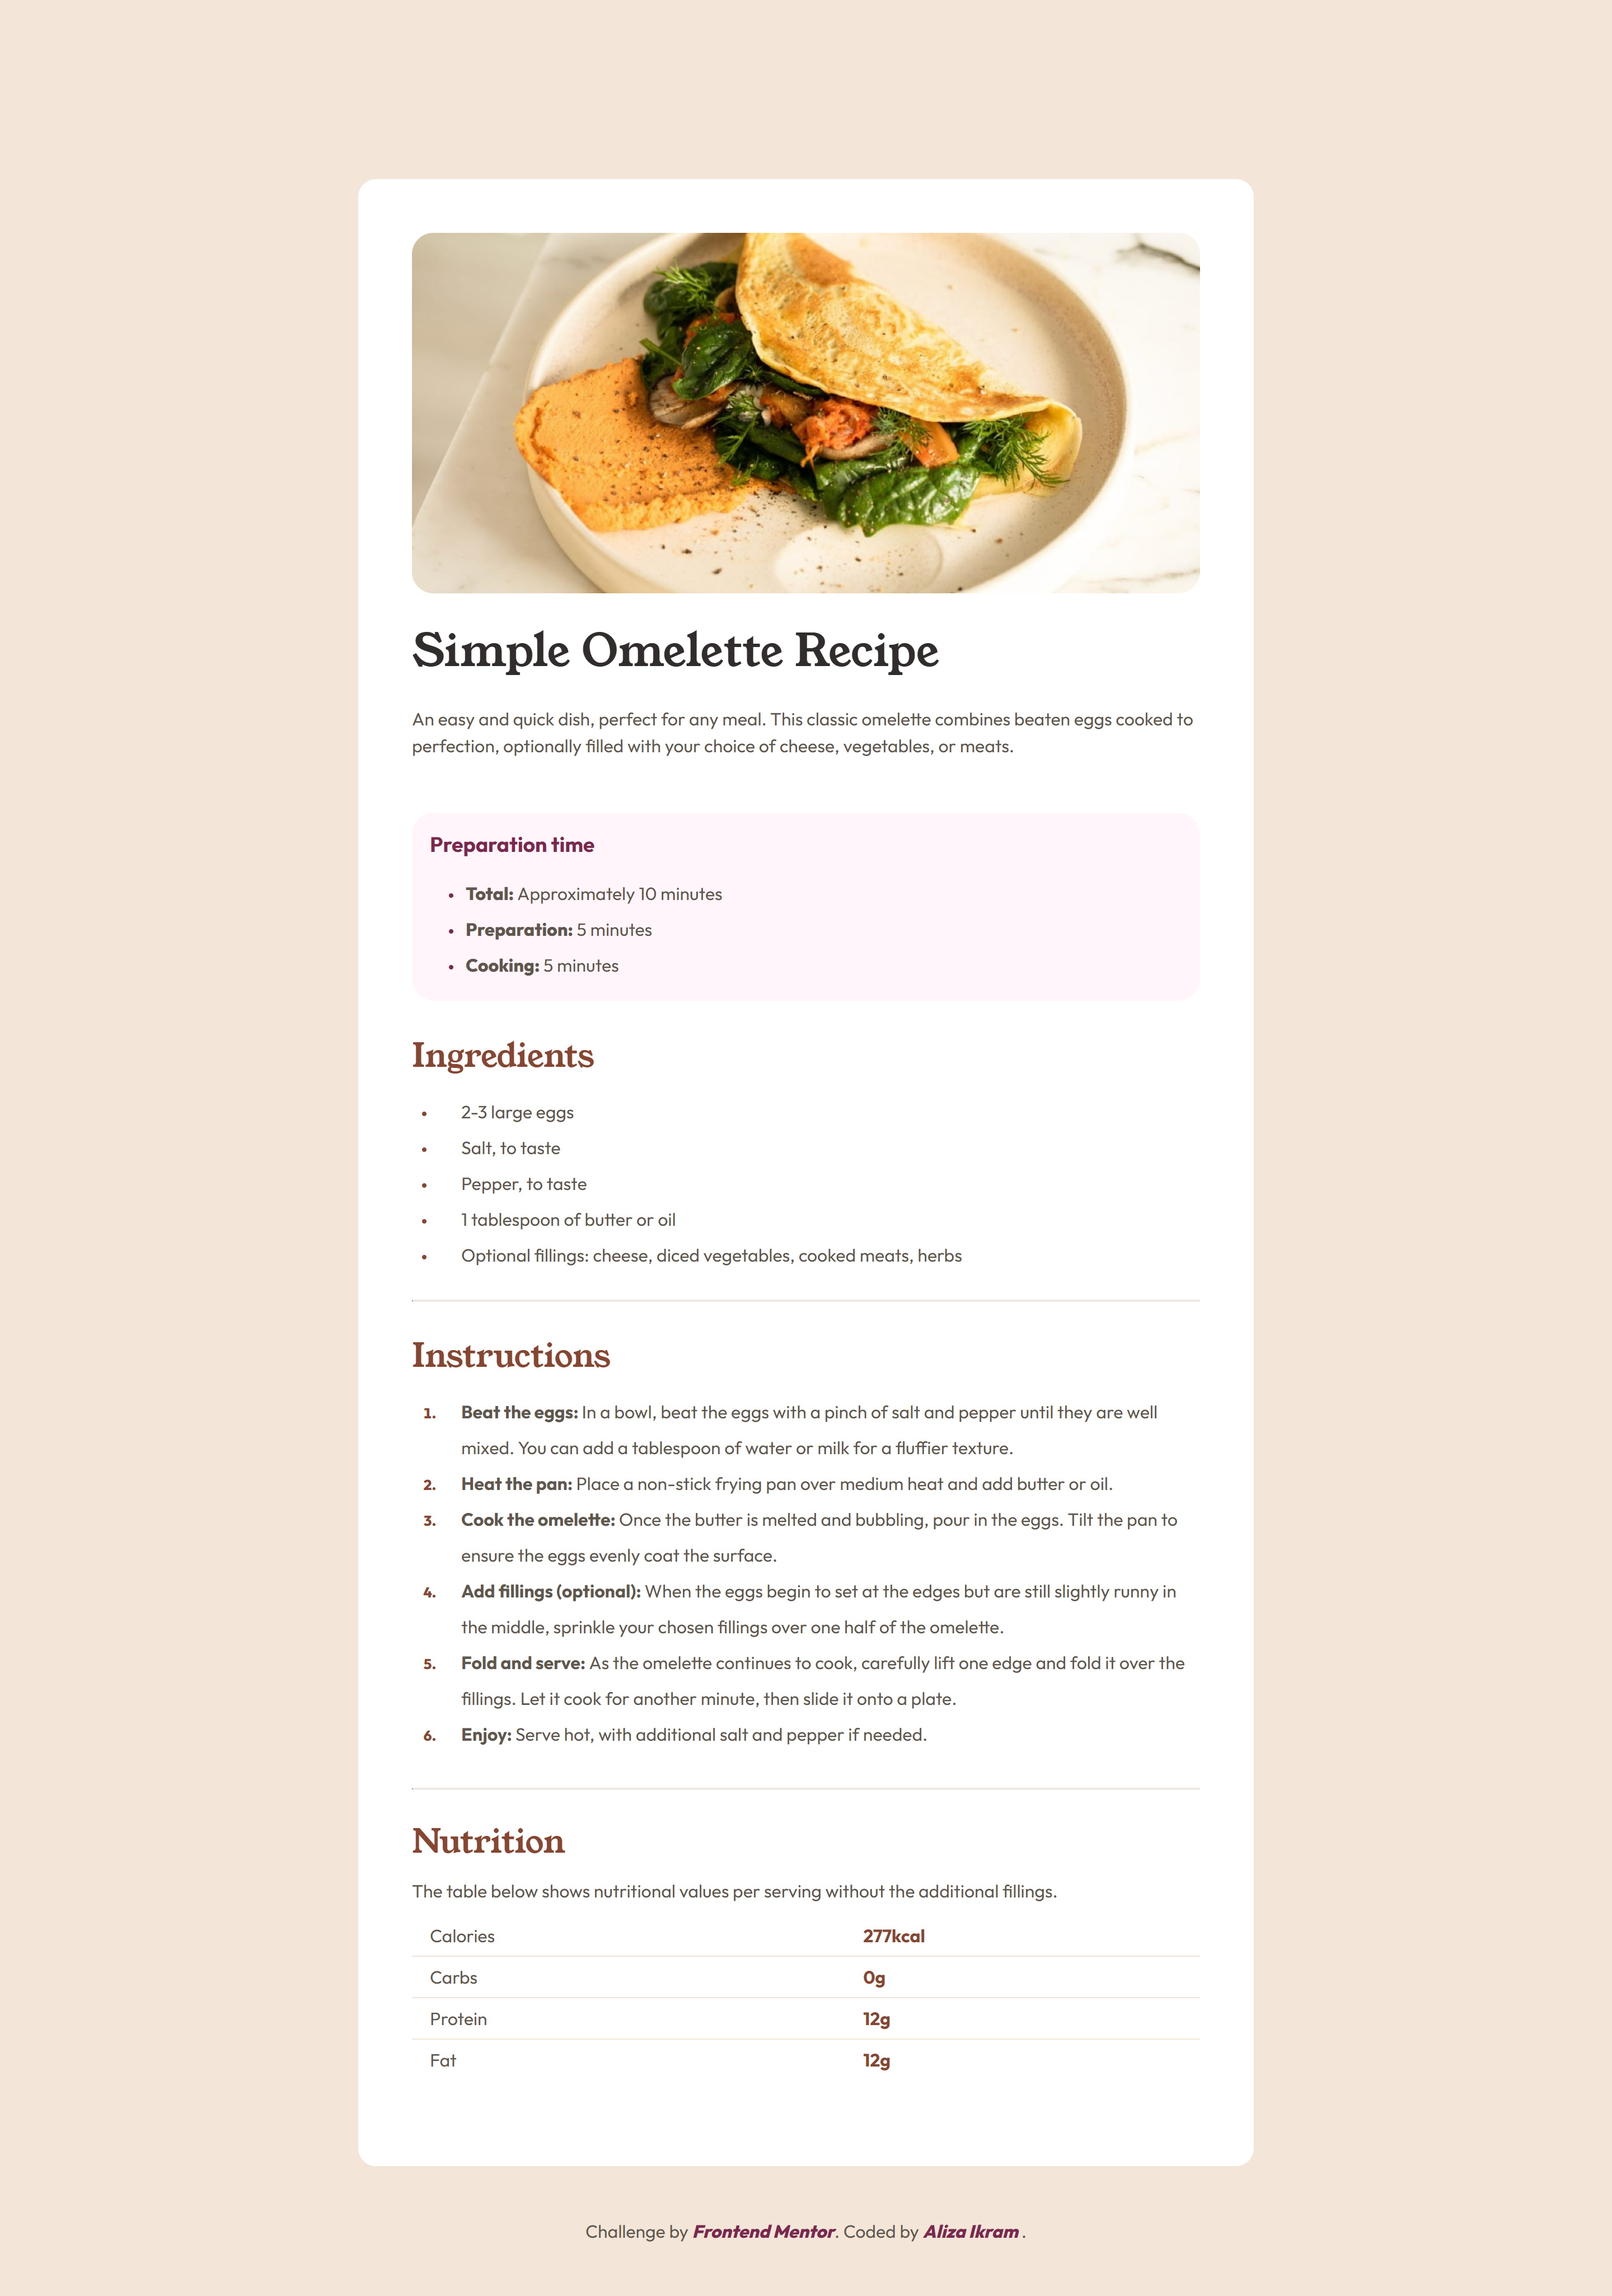 Simple Omelette Recipe
An easy and quick dish, perfect for any meal. This classic omelette combines beaten eggs cooked to
perfection, optionally filled with your choice of cheese, vegetables, or meats.
Preparation time
• Total: Approximately 10 minutes
• Preparation: 5 minutes
• Cooking: 5 minutes
Ingredients
• 2-3 large eggs
• Salt, to taste
• Pepper, to taste
• 1 tablespoon of butter or oil
• Optional fillings: cheese, diced vegetables, cooked meats, herbs
Instructions
1. Beat the eggs: In a bowl, beat the eggs with a pinch of salt and pepper until they are well
mixed. You can add a tablespoon of water or milk for a fluffier texture.
2. Heat the pan: Place a non-stick frying pan over medium heat and add butter or oil.
3. Cook the omelette: Once the butter is melted and bubbling, pour in the eggs. Tilt the pan to
ensure the eggs evenly coat the surface.
4. Add fillings (optional): When the eggs begin to set at the edges but are still slightly runny in
the middle, sprinkle your chosen fillings over one half of the omelette.
5. Fold and serve: As the omelette continues to cook, carefully lift one edge and fold it over the
fillings. Let it cook for another minute, then slide it onto a plate.
6. Enjoy: Serve hot, with additional salt and pepper if needed.
Nutrition
The table below shows nutritional values per serving without the additional fillings.
Calories 277kcal
Carbs 0g
Protein 12g
Fat 12g
Challenge by Frontend Mentor. Coded by Aliza Ikram .